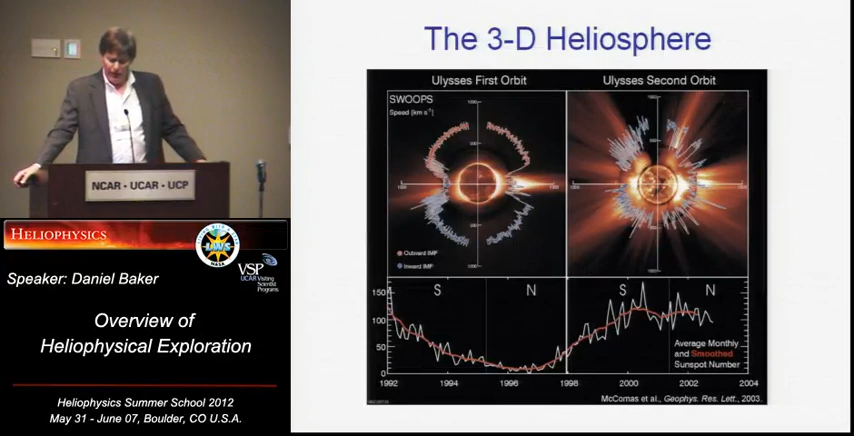 NCAR • UCAR • UCP
HELIOPHYSICS
LWS
NASA
VSP
UCAR Visiting
Scientist
Programs
Speaker: Daniel Baker
Overview of
Heliophysical Exploration
Heliophysics Summer School 2012
May 31 - June 07, Boulder, CO U.S.A.
The 3-D Heliosphere
Ulysses First Orbit
Ulysses Second Orbit
SWOOPS
Speed [km s⁻¹]
Outward IMF
Inward IMF
S N S N
150
100
50
0
Average Monthly
and Smoothed
Sunspot Number
1992 1994 1996 1998 2000 2002 2004
McComas et al., Geophys. Res. Lett., 2003.